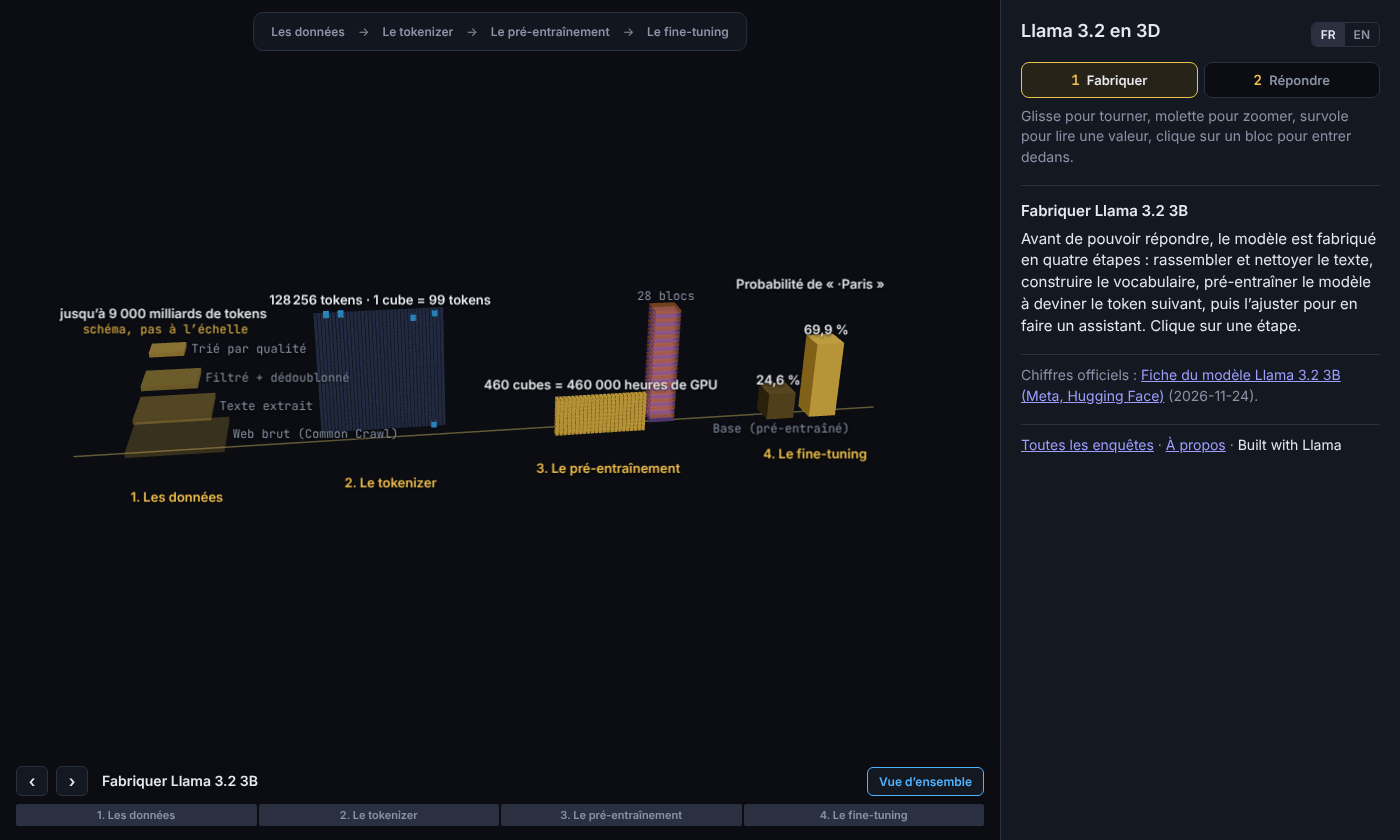 Les données → Le tokenizer → Le pré-entraînement → Le fine-tuning
jusqu’à 9 000 milliards de tokens
schéma, pas à l’échelle
Trié par qualité
Filtré + dédoublonné
Texte extrait
Web brut (Common Crawl)
1. Les données
128 256 tokens · 1 cube = 99 tokens
2. Le tokenizer
28 blocs
460 cubes = 460 000 heures de GPU
3. Le pré-entraînement
Probabilité de « ·Paris »
69,9 %
24,6 %
Base (pré-entraîné)
4. Le fine-tuning
‹ › Fabriquer Llama 3.2 3B
Vue d’ensemble
1. Les données
2. Le tokenizer
3. Le pré-entraînement
4. Le fine-tuning
Llama 3.2 en 3D
FR EN
1 Fabriquer
2 Répondre
Glisse pour tourner, molette pour zoomer, survole
pour lire une valeur, clique sur un bloc pour entrer
dedans.
Fabriquer Llama 3.2 3B
Avant de pouvoir répondre, le modèle est fabriqué
en quatre étapes : rassembler et nettoyer le texte,
construire le vocabulaire, pré-entraîner le modèle
à deviner le token suivant, puis l’ajuster pour en
faire un assistant. Clique sur une étape.
Chiffres officiels : Fiche du modèle Llama 3.2 3B
(Meta, Hugging Face) (2026-11-24).
Toutes les enquêtes · À propos · Built with Llama